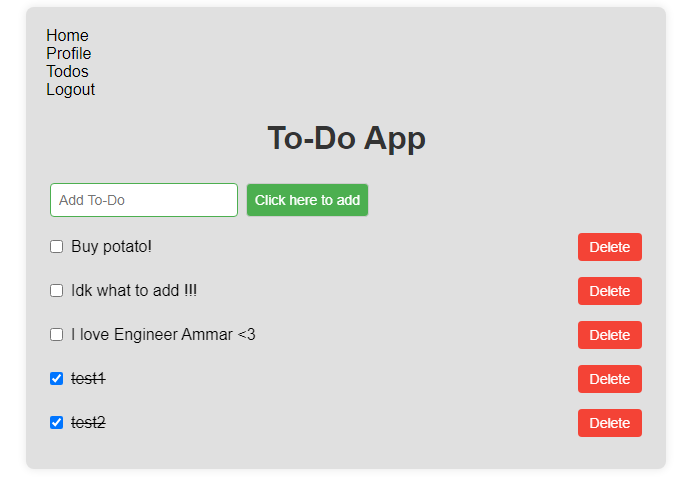 Home
Profile
Todos
Logout
To-Do App
Add To-Do
Click here to add
Buy potato!
Delete
Idk what to add !!!
Delete
I love Engineer Ammar <3
Delete
test1
Delete
test2
Delete